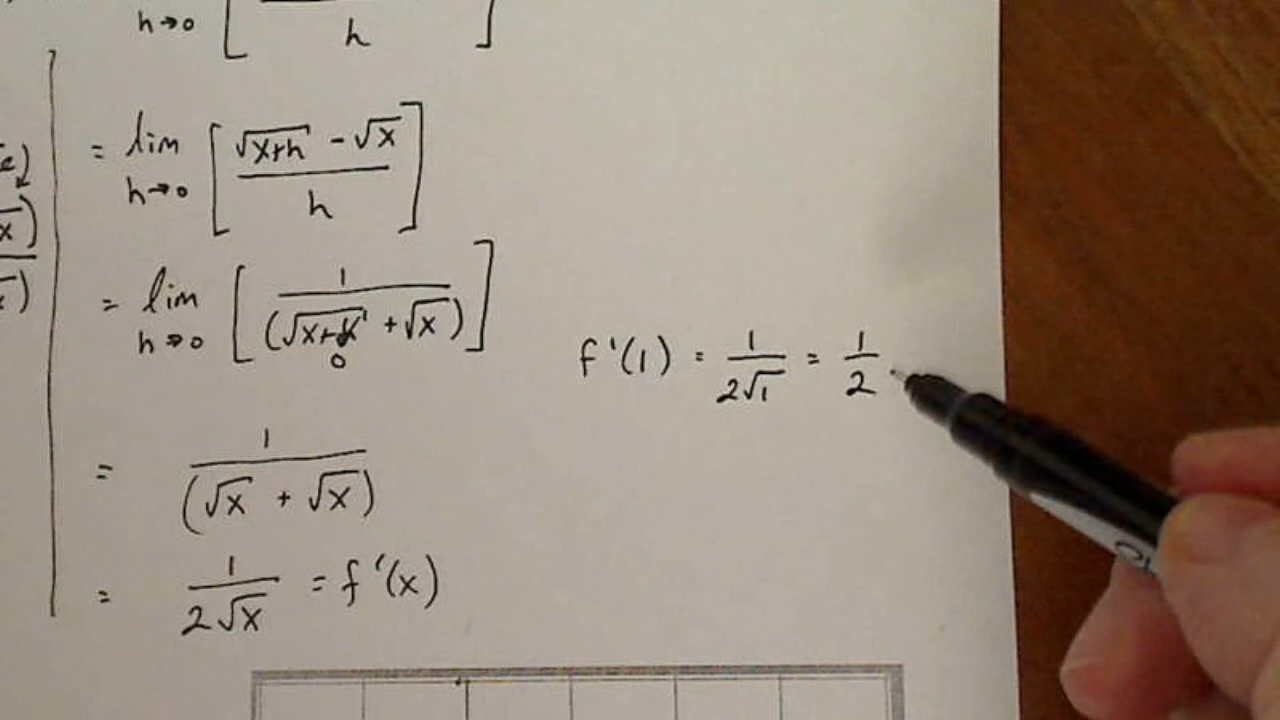 h→0 [ h ]
= lim h→0 [ (√(x+h) - √x) / h ]
= lim h→0 [ 1 / (√(x+h) + √x) ]
0
f'(1) = 1 / 2√1 = 1 / 2
= 1 / (√x + √x)
= 1 / 2√x = f'(x)